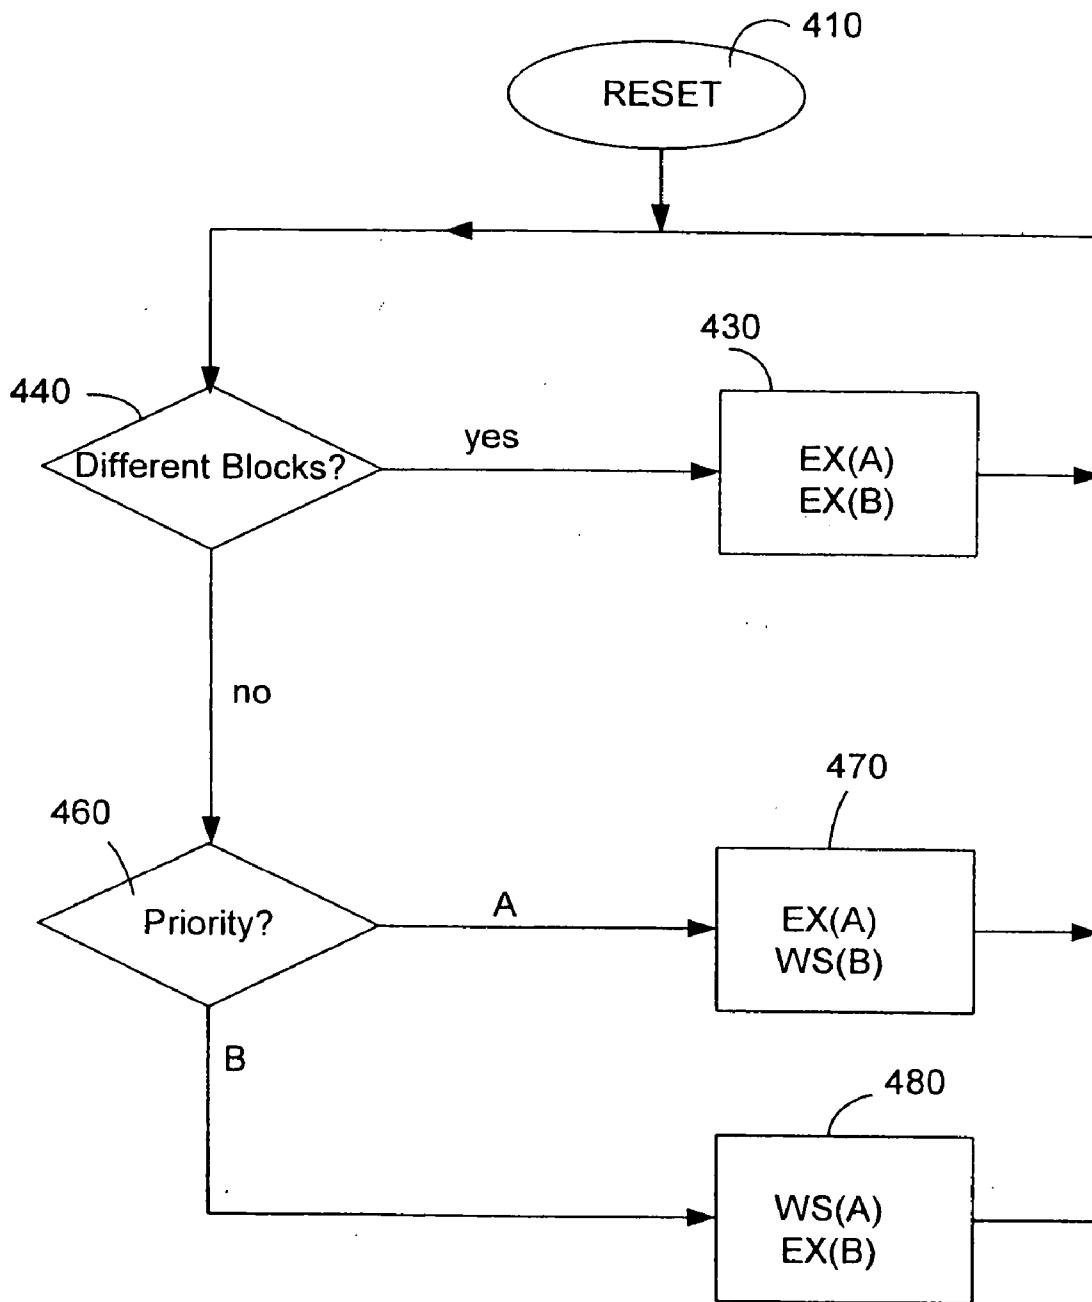 410
RESET
430
440
yes
Different Blocks?
EX(A)
EX(B)
no
470
460
A
Priority?
EX(A)
WS(B)
B
480
WS(A)
EX(B)